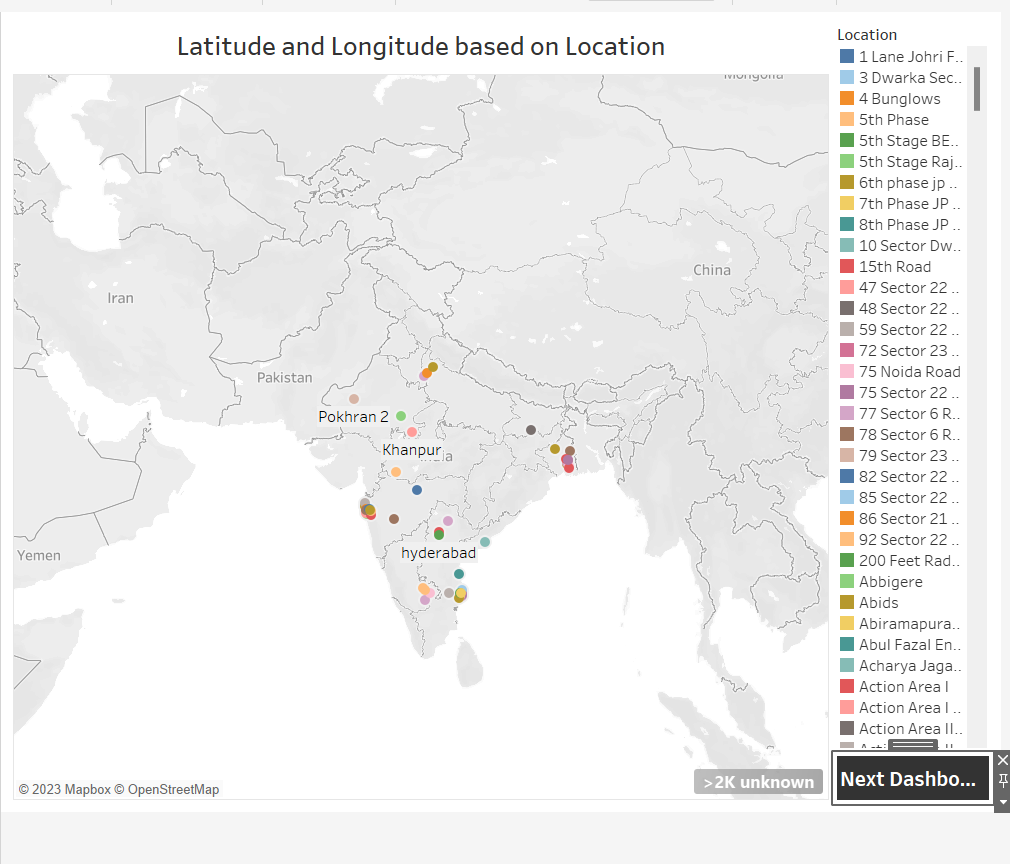 Latitude and Longitude based on Location
Mongolia
China
Iran
Pakistan
Pokhran 2
Khanpur
India
hyderabad
Yemen
© 2023 Mapbox © OpenStreetMap
>2K unknown
Location
1 Lane Johri F..
3 Dwarka Sec..
4 Bunglows
5th Phase
5th Stage BE..
5th Stage Raj..
6th phase jp ..
7th Phase JP ..
8th Phase JP ..
10 Sector Dw..
15th Road
47 Sector 22 ..
48 Sector 22 ..
59 Sector 22 ..
72 Sector 23 ..
75 Noida Road
75 Sector 22 ..
77 Sector 6 R..
78 Sector 6 R..
79 Sector 23 ..
82 Sector 22 ..
85 Sector 22 ..
86 Sector 21 ..
92 Sector 22 ..
200 Feet Rad..
Abbigere
Abids
Abiramapura..
Abul Fazal En..
Acharya Jaga..
Action Area I
Action Area I ..
Action Area II..
Next Dashbo...